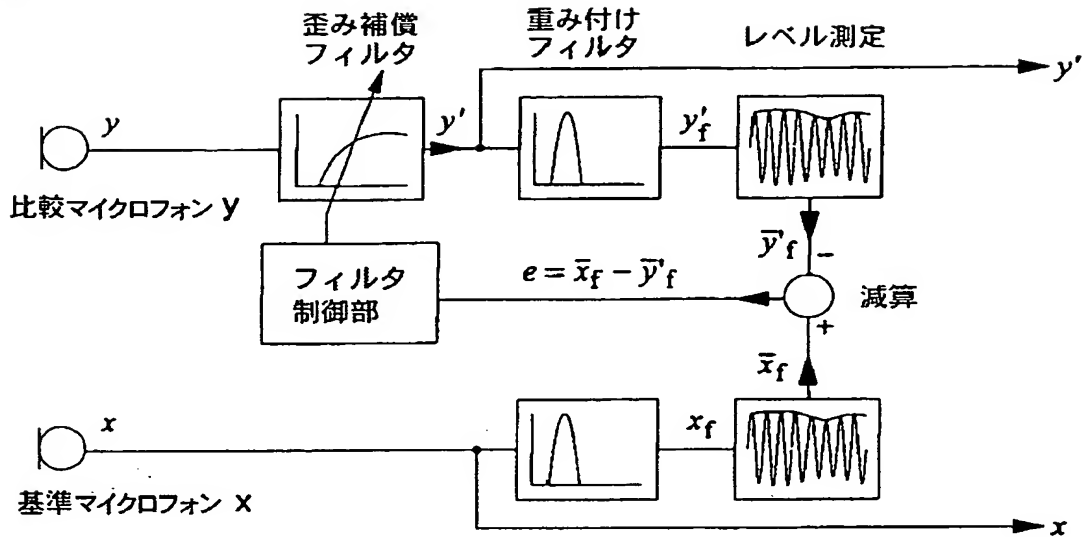 歪み補償
フィルタ
重み付け
フィルタ
レベル測定
y'
y
y'
y'f
比較マイクロフォン y
フィルタ
制御部
e = x̅f − y̅'f
y̅'f
−
減算
+
x̅f
x
xf
基準マイクロフォン x
x